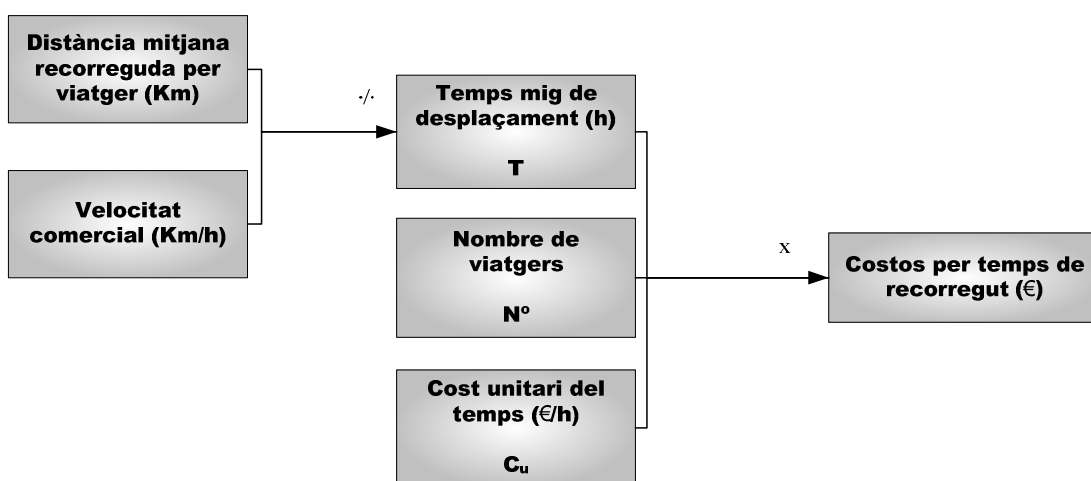 Distància mitjana
recorreguda per
viatger (Km)
Velocitat
comercial (Km/h)
·/·
Temps mig de
desplaçament (h)
T
Nombre de
viatgers
Nº
Cost unitari del
temps (€/h)
Cᵤ
x
Costos per temps de
recorregut (€)